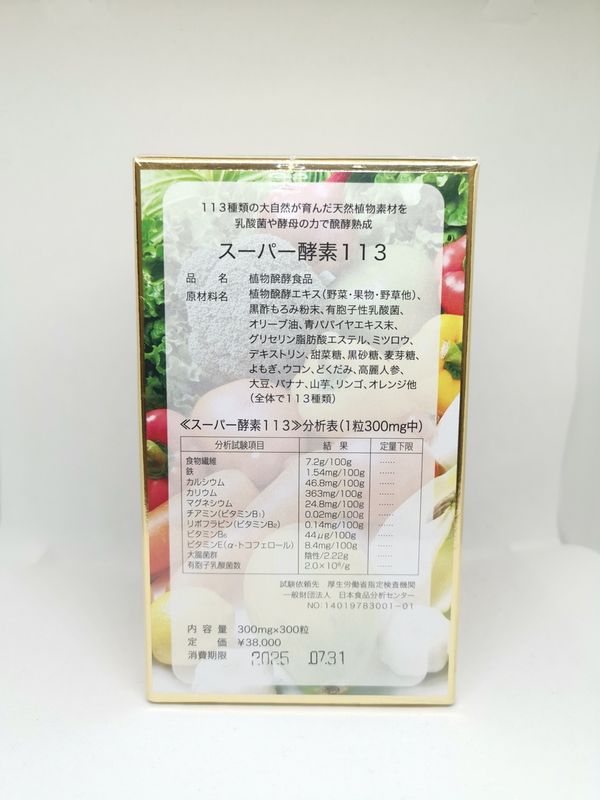 113種類の大自然が育んだ天然植物素材を
乳酸菌や酵母の力で醗酵熟成
スーパー酵素113
品　名　植物醗酵食品
原材料名　植物醗酵エキス(野菜・果物・野草他)、
黒酢もろみ粉末、有胞子性乳酸菌、
オリーブ油、青パパイヤエキス末、
グリセリン脂肪酸エステル、ミツロウ、
デキストリン、甜菜糖、黒砂糖、麦芽糖、
よもぎ、ウコン、どくだみ、高麗人参、
大豆、バナナ、山芋、リンゴ、オレンジ他
(全体で113種類)
≪スーパー酵素113≫分析表(1粒300mg中)
分析試験項目　結　果　定量下限
食物繊維　7.2g/100g　……
鉄　1.54mg/100g　……
カルシウム　46.8mg/100g　……
カリウム　363mg/100g　……
マグネシウム　24.8mg/100g　……
チアミン(ビタミンB₁)　0.02mg/100g　……
リボフラビン(ビタミンB₂)　0.14mg/100g　……
ビタミンB₆　44μg/100g　……
ビタミンE(α-トコフェロール)　8.4mg/100g　……
大腸菌群　陰性/2.22g
有胞子乳酸菌数　2.0×10⁶/g
試験依頼先　厚生労働省指定検査機関
一般財団法人　日本食品分析センター
NO.14019783001-01
内 容 量　300mg×300粒
定　価　¥38,000
消費期限　2025 .07.31